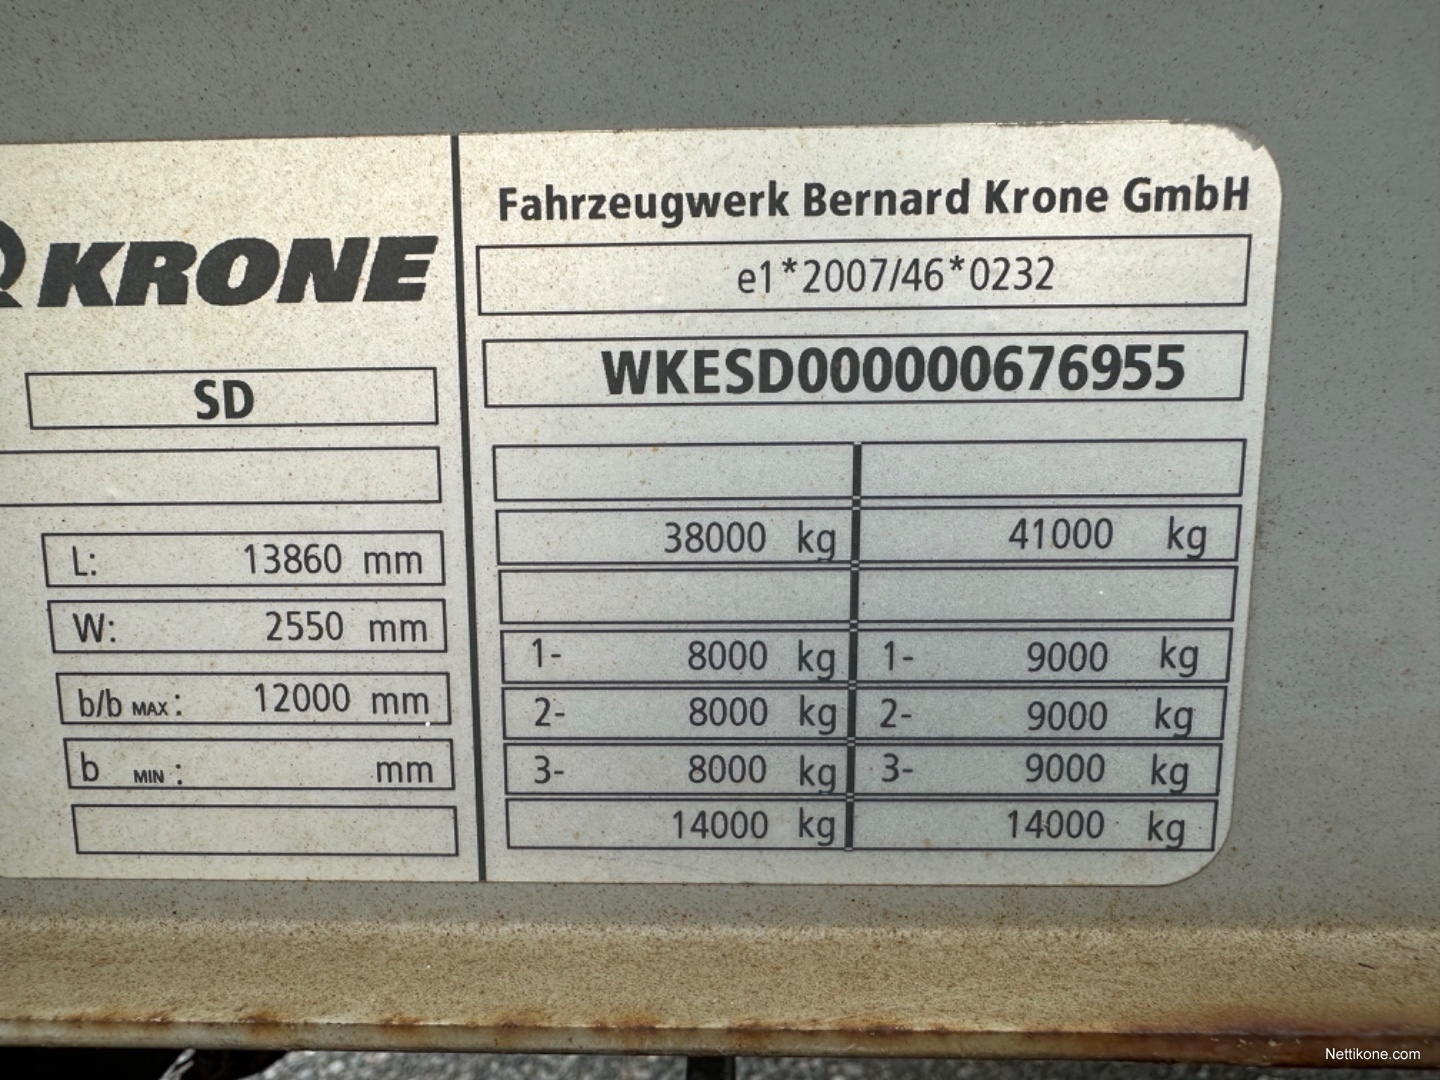 KRONE
SD
L: 13860 mm
W: 2550 mm
b/b MAX: 12000 mm
b MIN: mm
Fahrzeugwerk Bernard Krone GmbH
e1*2007/46*0232
WKESD000000676955
38000 kg 41000 kg
1- 8000 kg 1- 9000 kg
2- 8000 kg 2- 9000 kg
3- 8000 kg 3- 9000 kg
14000 kg 14000 kg
Nettikone.com